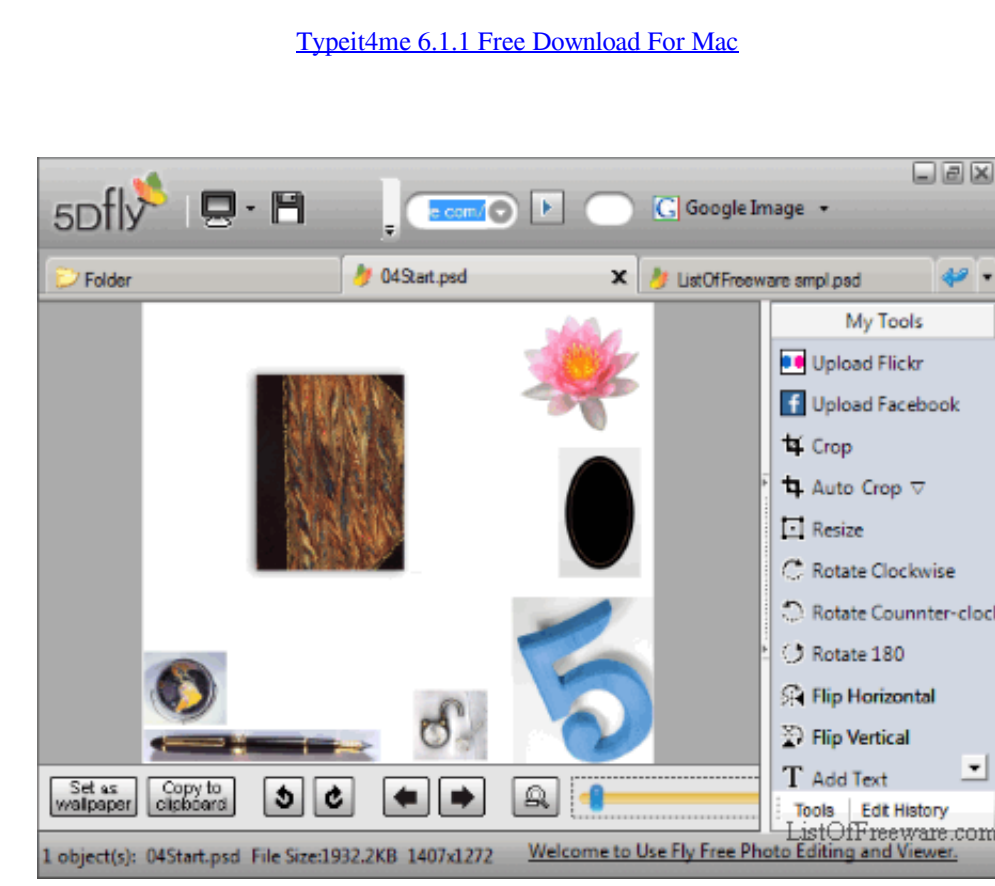 Typeit4me 6.1.1 Free Download For Mac
5Dfly
e com/
Google Image
Folder
04Start.psd
ListOfFreeware smpl.psd
My Tools
Upload Flickr
Upload Facebook
Crop
Auto Crop
Resize
Rotate Clockwise
Rotate Counnter-clock
Rotate 180
Flip Horizontal
Flip Vertical
T Add Text
5
Set as wallpaper
Copy to clipboard
Tools
Edit History
ListOfFreeware.com
1 object(s): 04Start.psd File Size:1932.2KB 1407x1272
Welcome to Use Fly Free Photo Editing and Viewer.